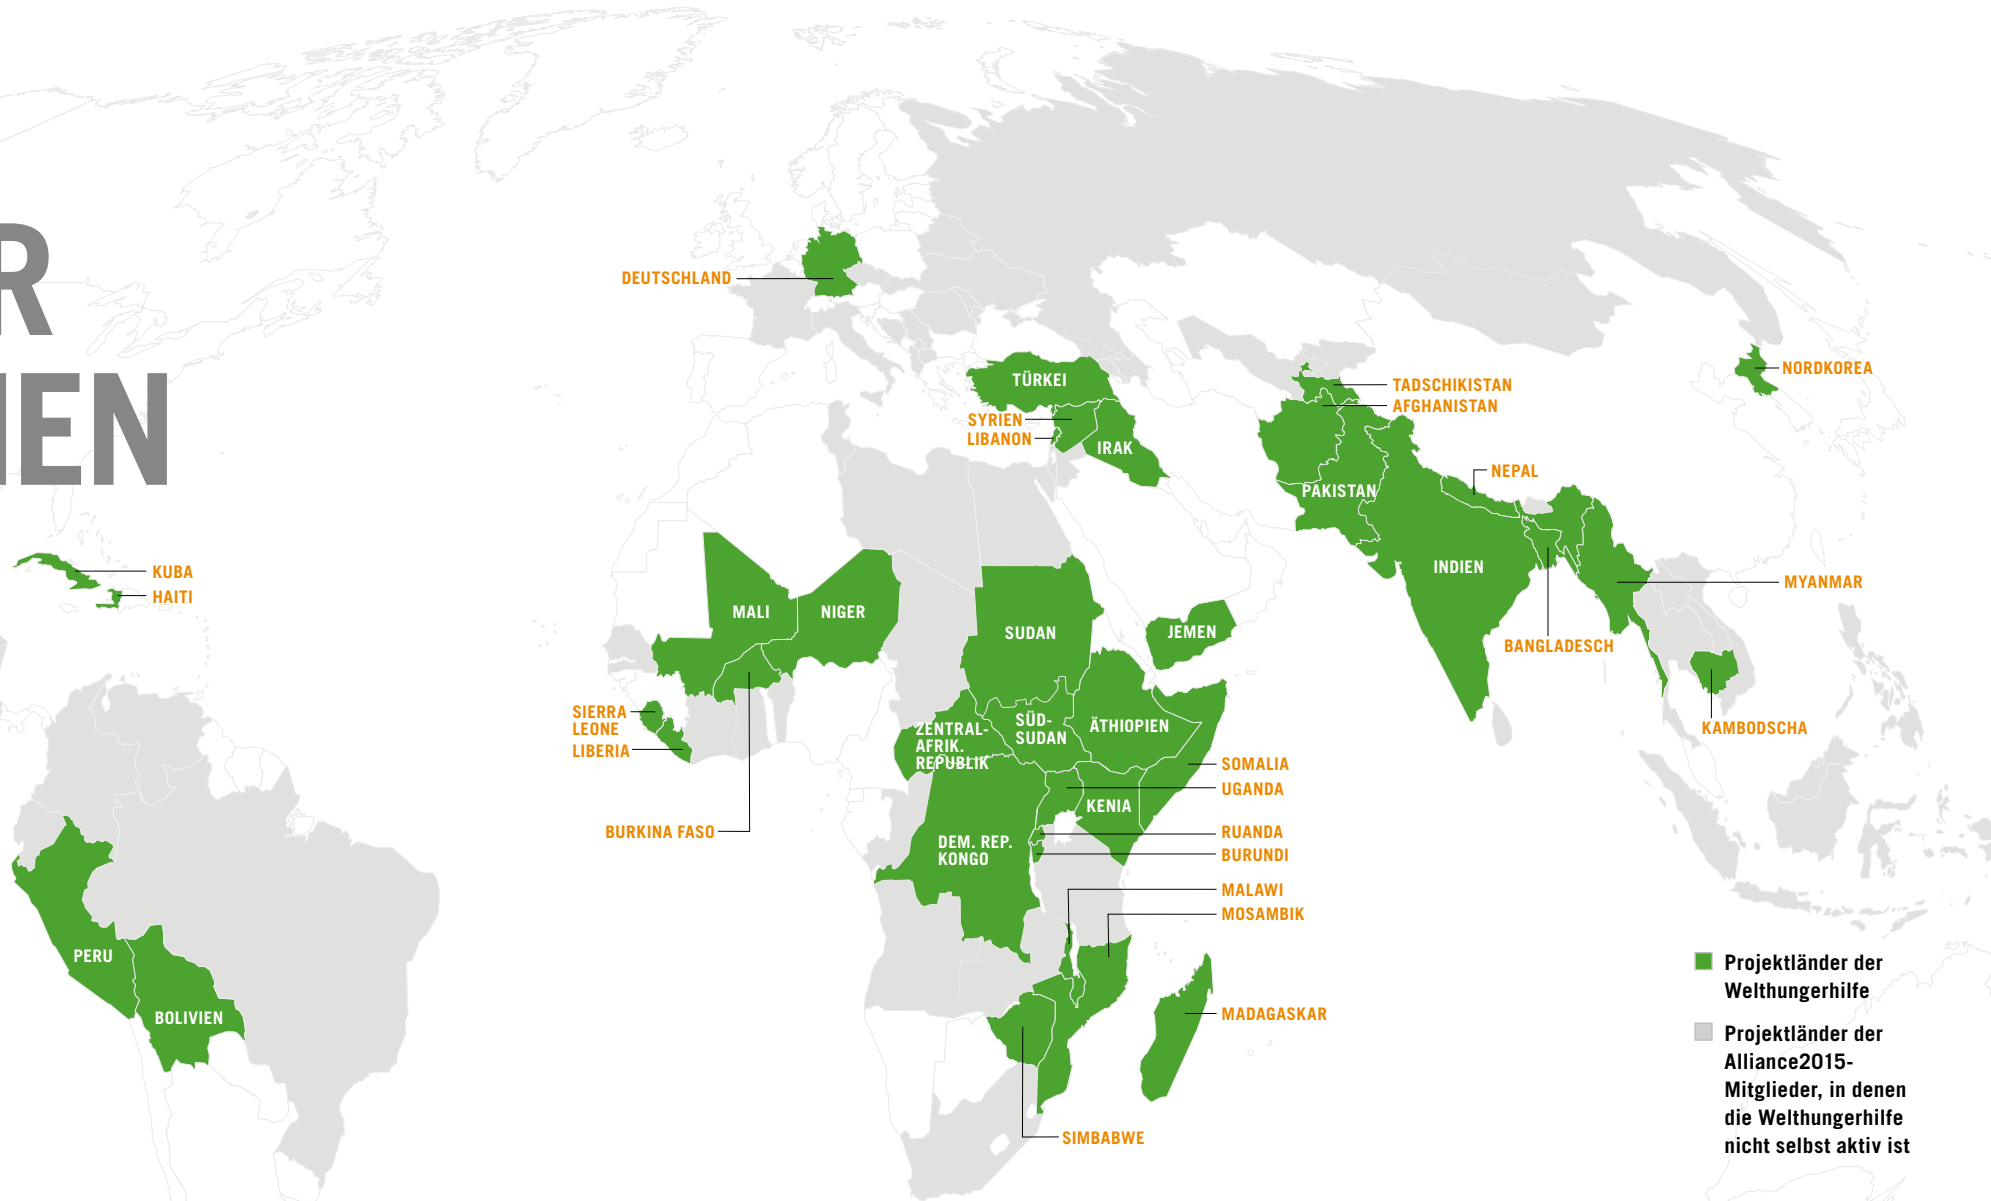 R
IEN
DEUTSCHLAND
TÜRKEI
SYRIEN
LIBANON
IRAK
TADSCHIKISTAN
AFGHANISTAN
NORDKOREA
NEPAL
PAKISTAN
INDIEN
MYANMAR
BANGLADESCH
KAMBODSCHA
KUBA
HAITI
MALI
NIGER
SUDAN
JEMEN
SIERRA
LEONE
LIBERIA
BURKINA FASO
ZENTRAL-
AFRIK.
REPUBLIK
SÜD-
SUDAN
ÄTHIOPIEN
SOMALIA
UGANDA
KENIA
DEM. REP.
KONGO
RUANDA
BURUNDI
MALAWI
MOSAMBIK
MADAGASKAR
SIMBABWE
PERU
BOLIVIEN
Projektländer der
Welthungerhilfe
Projektländer der
Alliance2015-
Mitglieder, in denen
die Welthungerhilfe
nicht selbst aktiv ist